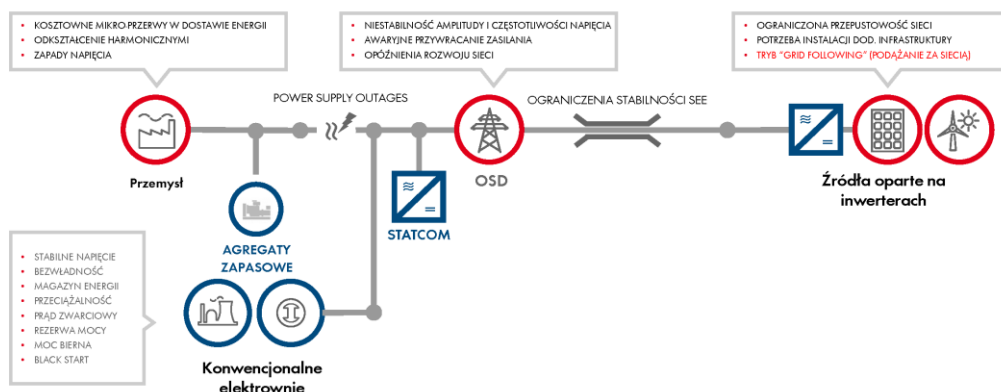 KOSZTOWNE MIKRO PRZERWY W DOSTAWIE ENERGII
ODKSZTAŁCENIE HARMONICZNYMI
ZAPADY NAPIĘCIA
NIESTABILNOŚĆ AMPLITUDY I CZĘSTOTLIWOŚCI NAPIĘCIA
AWARYJNE PRZYWRACANIE ZASILANIA
OPÓŹNIENIA ROZWOJU SIECI
OGRANICZONA PRZEPUSTOWOŚĆ SIECI
POTRZEBA INSTALACJI DOD. INFRASTRUKTURY
TRYB "GRID FOLLOWING" (PODĄŻANIE ZA SIECIĄ)
POWER SUPPLY OUTAGES
OGRANICZENIA STABILNOŚCI SEE
Przemysł
OSD
Źródła oparte na
inwerterach
STATCOM
AGREGATY
ZAPASOWE
STABILNE NAPIĘCIE
BEZWŁADNOŚĆ
MAGAZYN ENERGII
PRZECIĄŻALNOŚĆ
PRĄD ZWARCIOWY
REZERWA MOCY
MOC BIERNA
BLACK START
Konwencjonalne
elektrownie